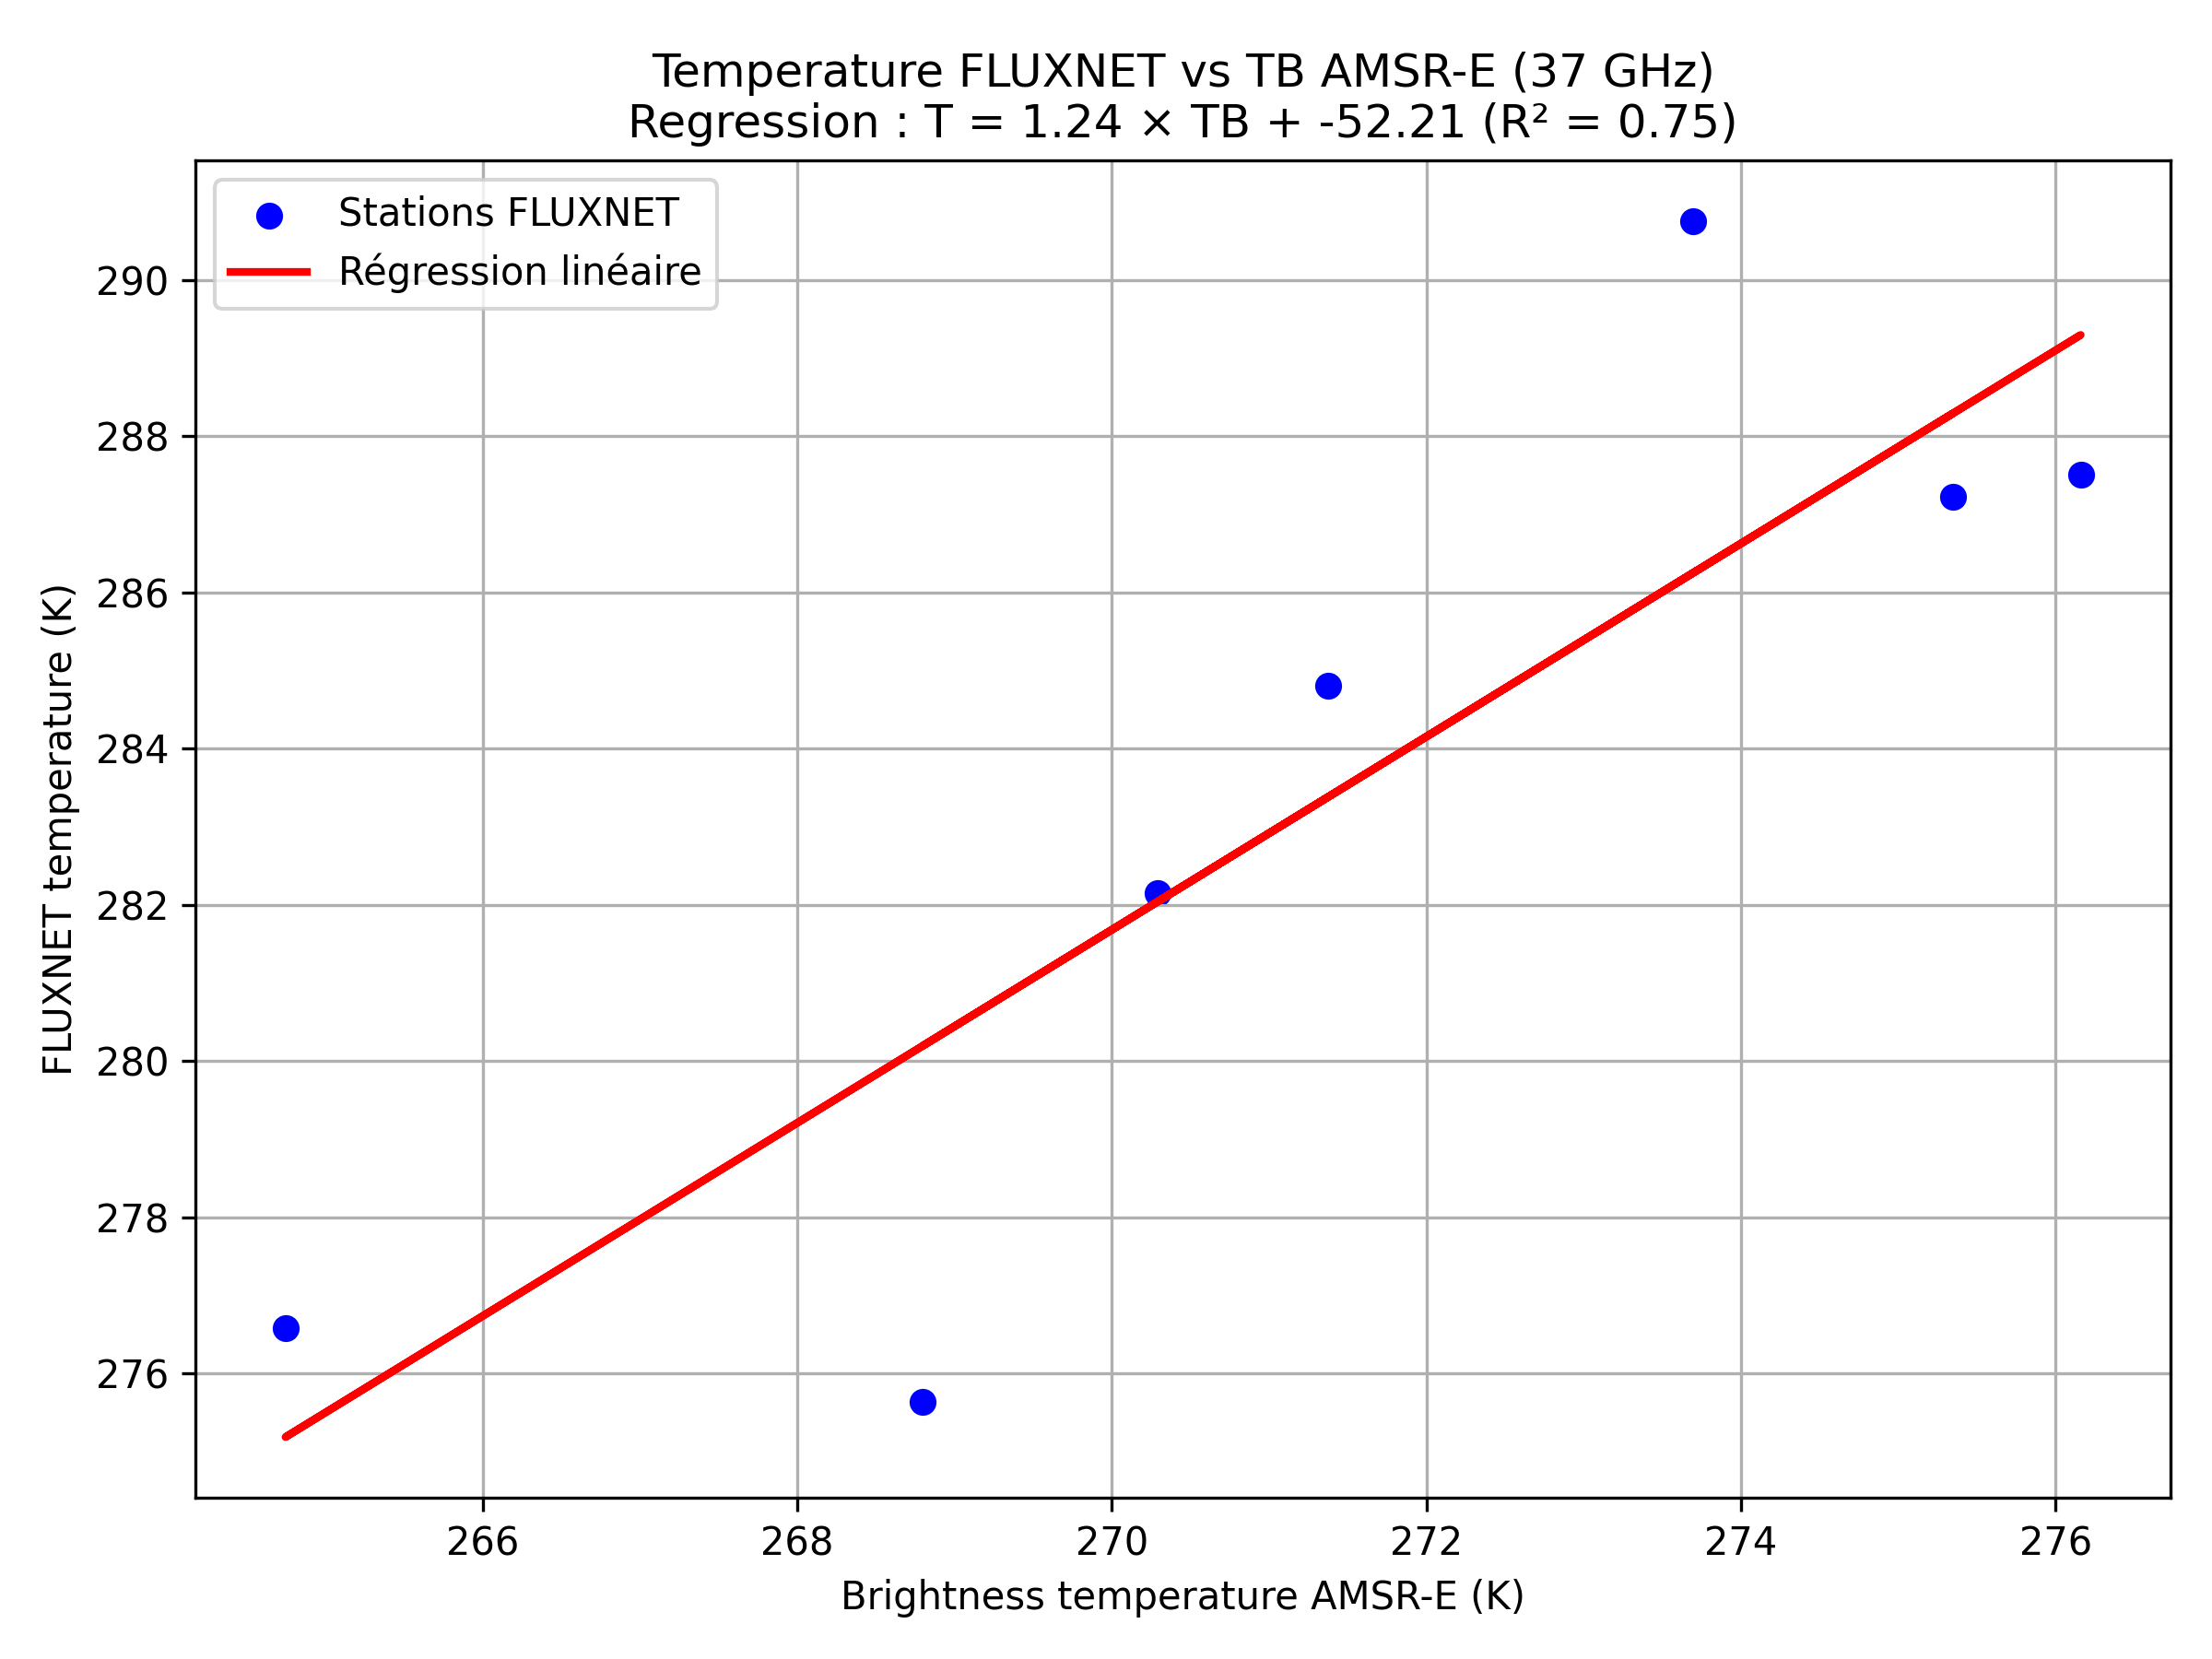 Temperature FLUXNET vs TB AMSR-E (37 GHz)
Regression : T = 1.24 × TB + -52.21 (R² = 0.75)
Stations FLUXNET
Régression linéaire
FLUXNET temperature (K)
290
288
286
284
282
280
278
276
266 268 270 272 274 276
Brightness temperature AMSR-E (K)